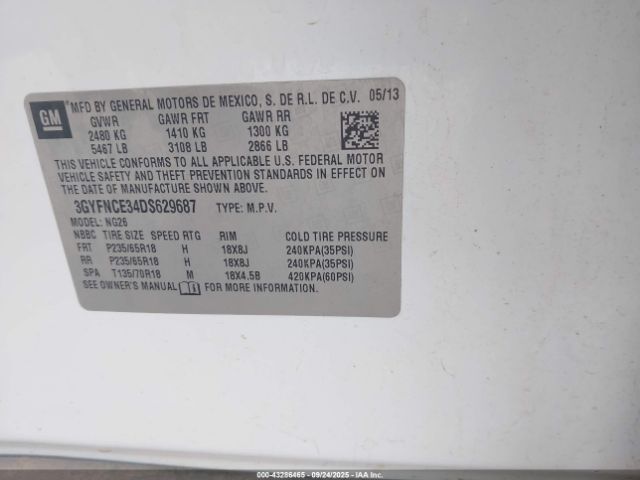 GM
MFD BY GENERAL MOTORS DE MEXICO, S. DE R.L. DE C.V. 05/13
GVWR GAWR FRT GAWR RR
2480 KG 1410 KG 1300 KG
5467 LB 3108 LB 2866 LB
THIS VEHICLE CONFORMS TO ALL APPLICABLE U.S. FEDERAL MOTOR
VEHICLE SAFETY AND THEFT PREVENTION STANDARDS IN EFFECT ON
THE DATE OF MANUFACTURE SHOWN ABOVE.
3GYFNCE34DS629687 TYPE: M.P.V.
MODEL: NG26
NBBC TIRE SIZE SPEED RTG RIM COLD TIRE PRESSURE
FRT P235/65R18 H 18X8J 240KPA(35PSI)
RR P235/65R18 H 18X8J 240KPA(35PSI)
SPA T135/70R18 M 18X4.5B 420KPA(60PSI)
SEE OWNER'S MANUAL FOR MORE INFORMATION.
000-43286465 - 09/24/2025 - IAAI.COM - COPART